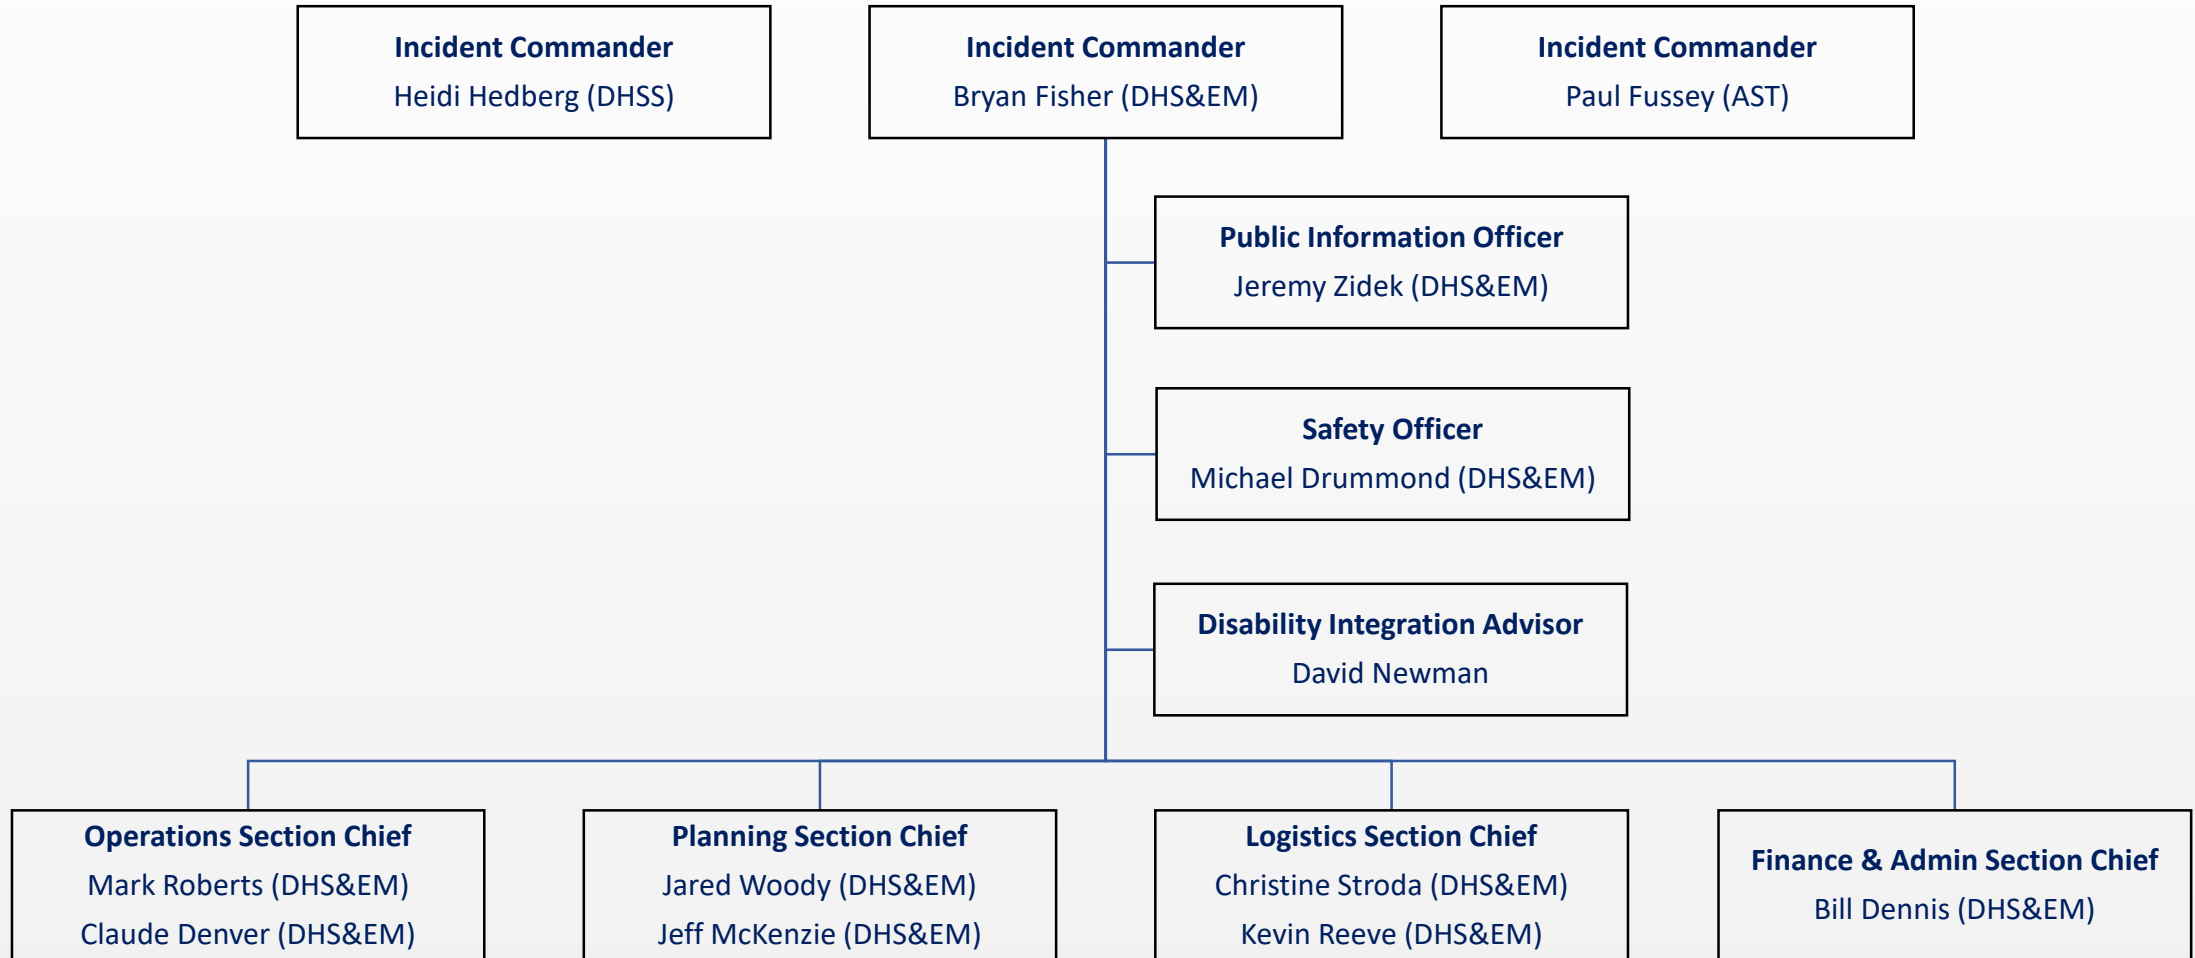 Incident Commander
Heidi Hedberg (DHSS)
Incident Commander
Bryan Fisher (DHS&EM)
Incident Commander
Paul Fussey (AST)
Public Information Officer
Jeremy Zidek (DHS&EM)
Safety Officer
Michael Drummond (DHS&EM)
Disability Integration Advisor
David Newman
Operations Section Chief
Mark Roberts (DHS&EM)
Claude Denver (DHS&EM)
Planning Section Chief
Jared Woody (DHS&EM)
Jeff McKenzie (DHS&EM)
Logistics Section Chief
Christine Stroda (DHS&EM)
Kevin Reeve (DHS&EM)
Finance & Admin Section Chief
Bill Dennis (DHS&EM)